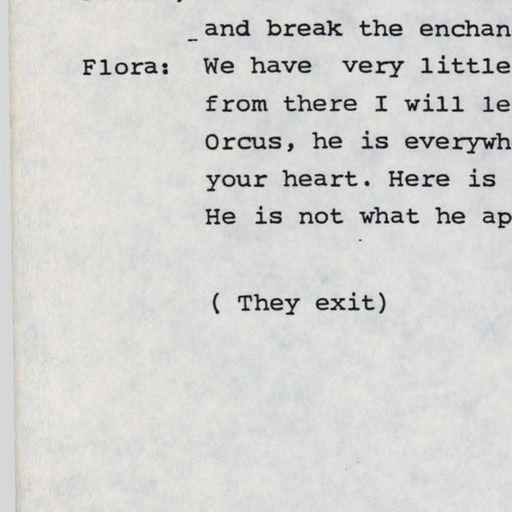 and break the enchan
Flora: We have very little
from there I will le
Orcus, he is everywh
your heart. Here is
He is not what he ap
( They exit)